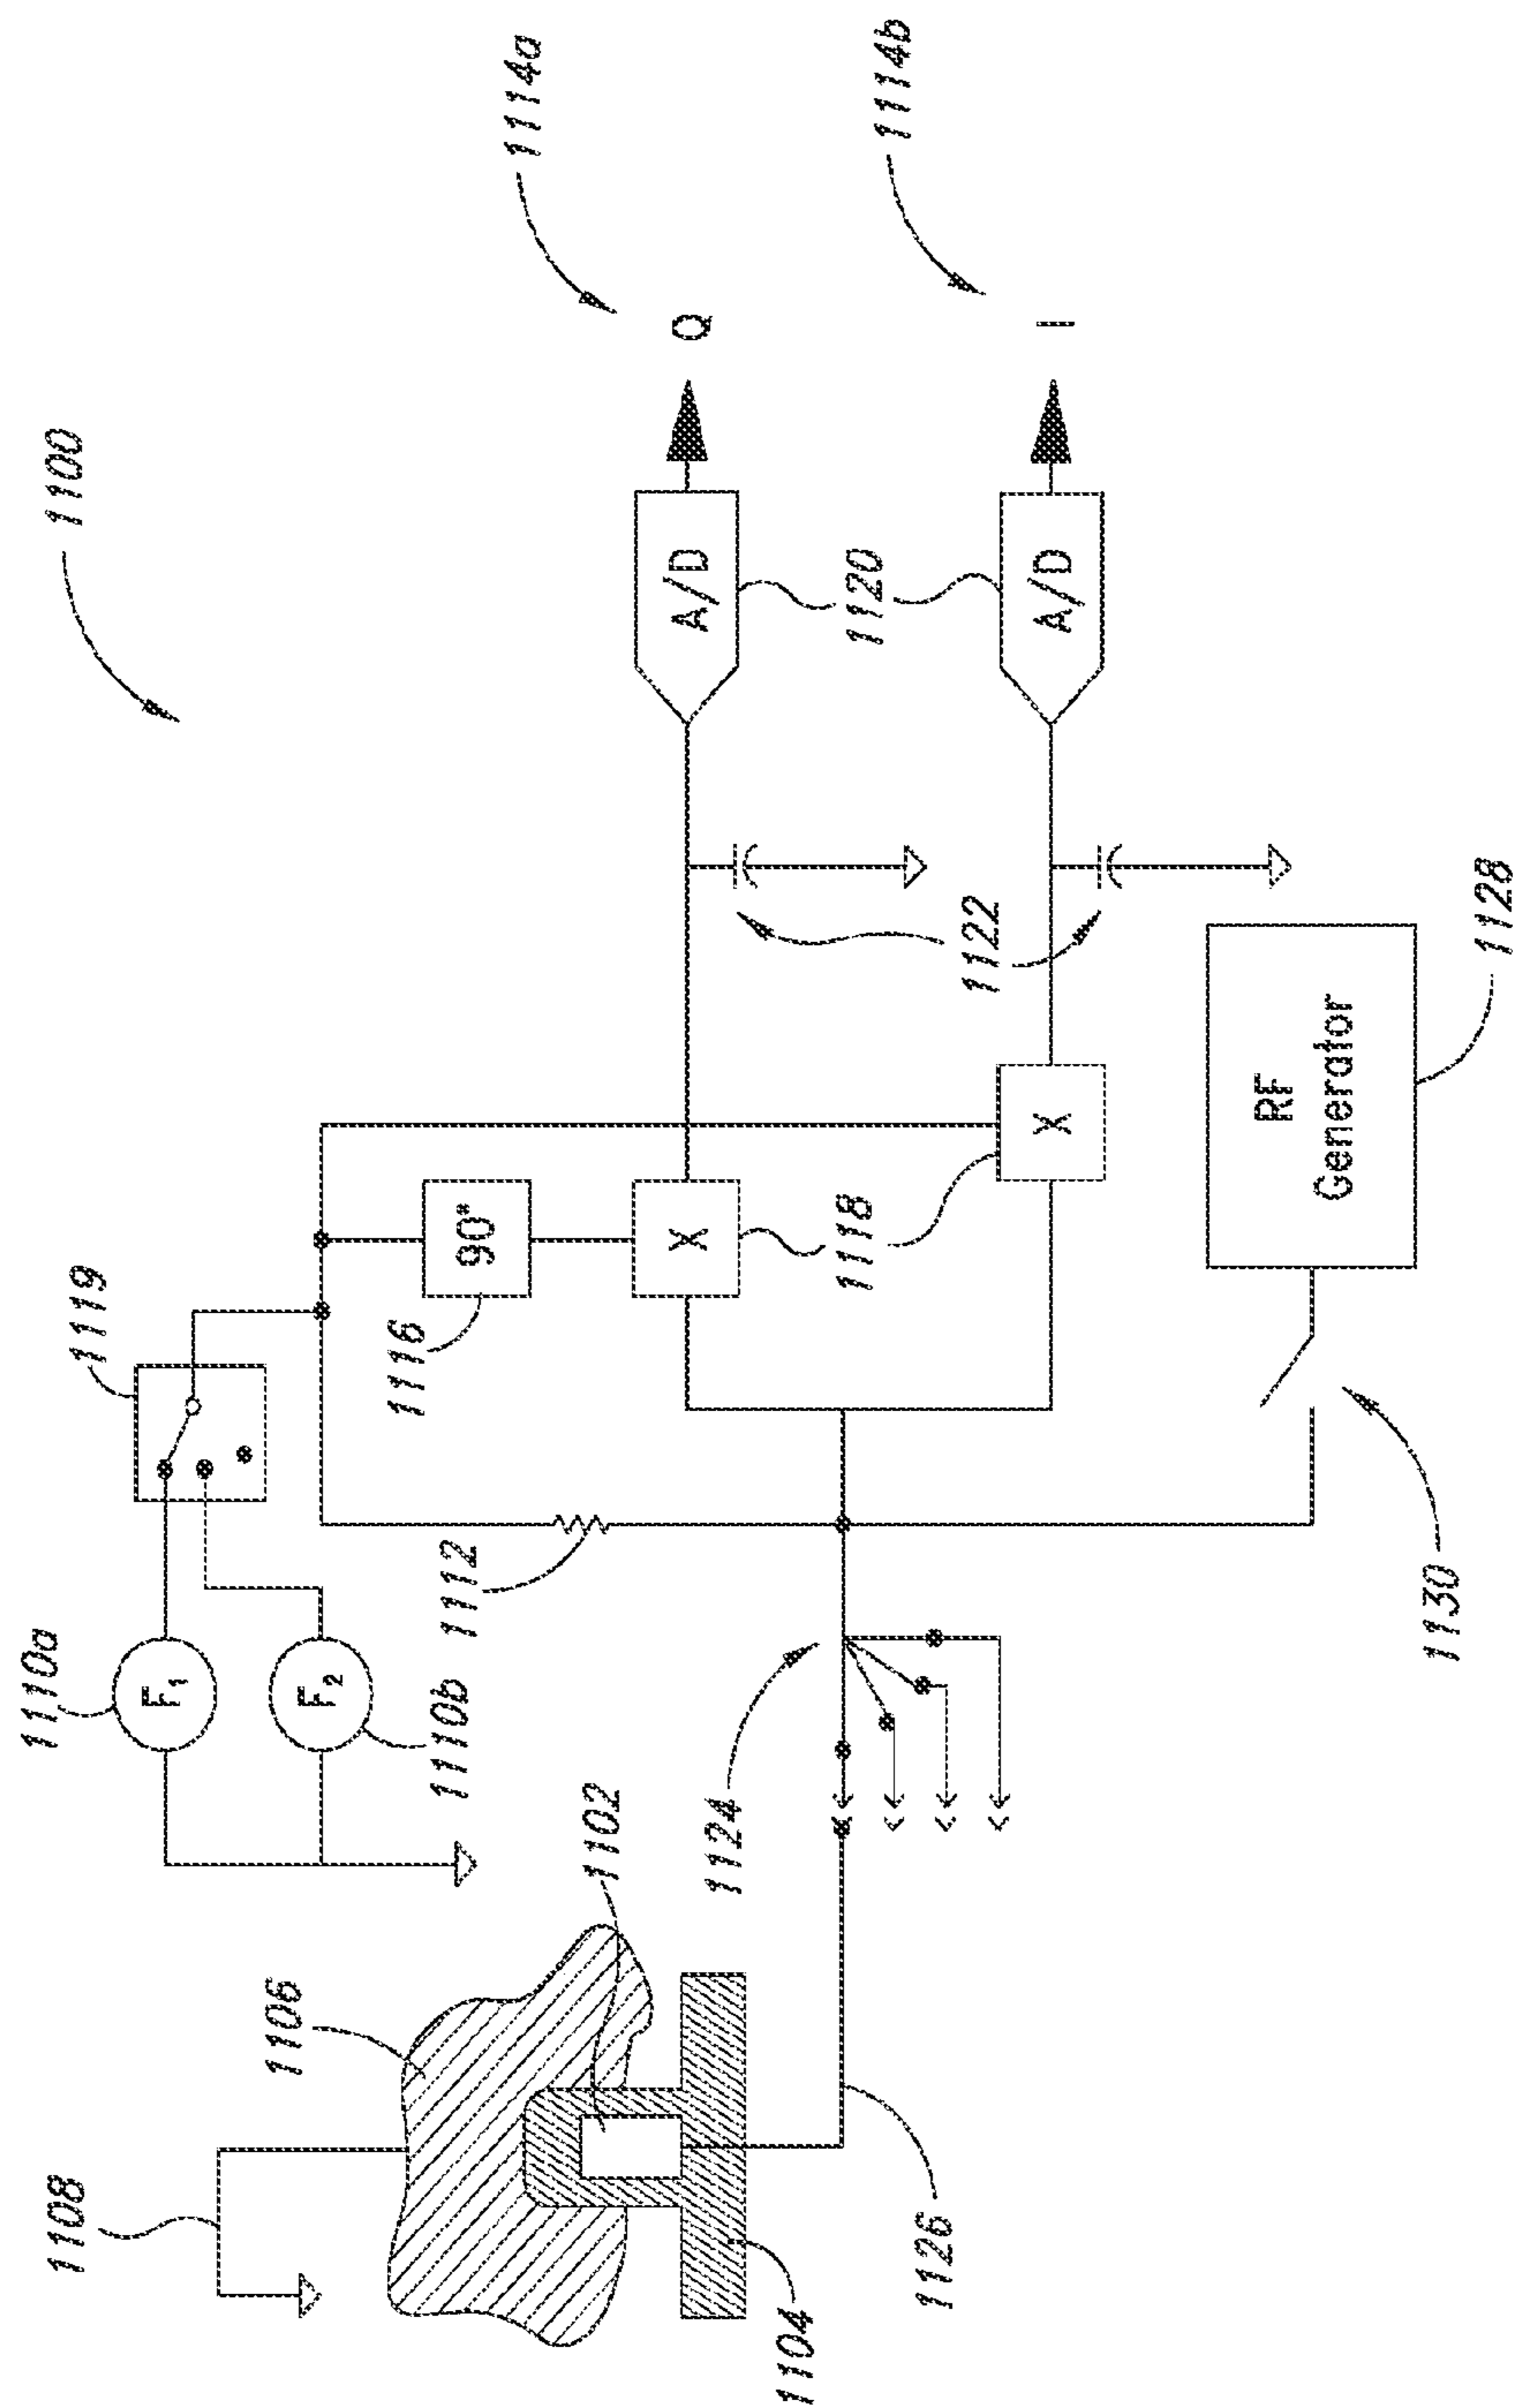 1100
1108
1106
1110a
F1
1119
F2
1110b
1102
1112
1116
90°
1104
1126
1124
X
1118
X
1130
RF
Generator
1128
1122
A/D
1120
A/D
Q
1114a
I
1114b